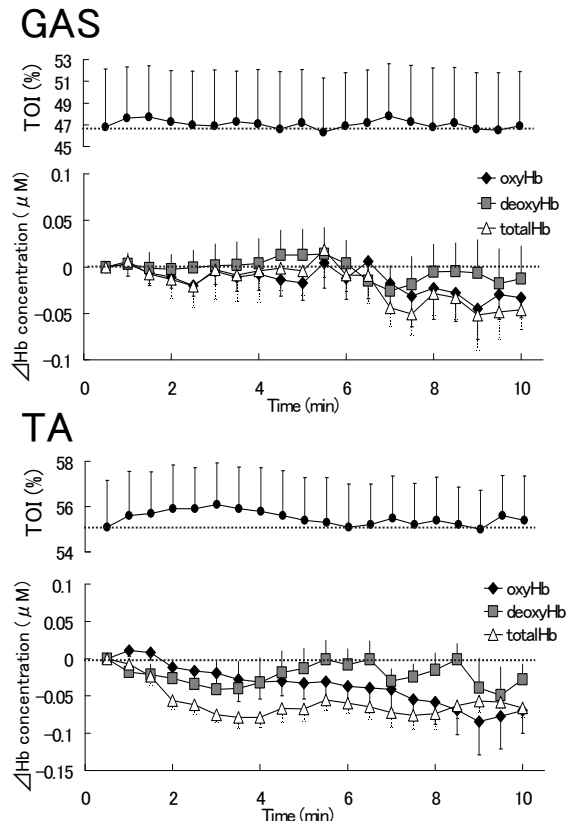 GAS
TOI (%)
53
51
49
47
45
⊿Hb concentration (μM)
0.1
0.05
0
−0.05
−0.1
oxyHb
deoxyHb
totalHb
0 2 4 6 8 10
Time (min)
TA
TOI (%)
58
56
54
⊿Hb concentration (μM)
0.1
0.05
0
−0.05
−0.1
−0.15
oxyHb
deoxyHb
totalHb
0 2 4 6 8 10
Time (min)